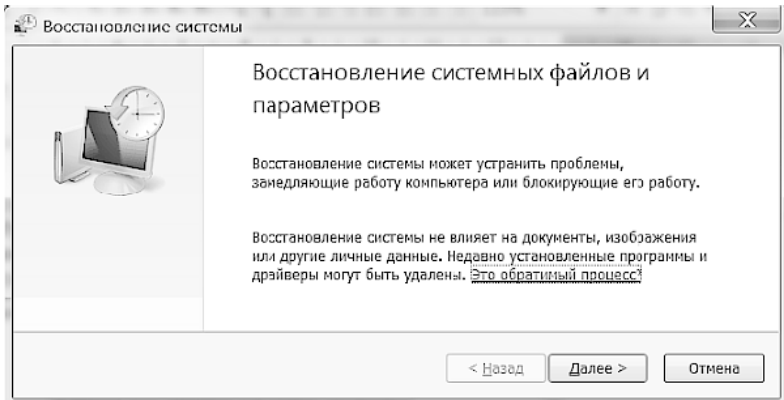 Восстановление системы
Восстановление системных файлов и
параметров
Восстановление системы может устранить проблемы,
замедляющие работу компьютера или блокирующие его работу.
Восстановление системы не влияет на документы, изображения
или другие личные данные. Недавно установленные программы и
драйверы могут быть удалены. Это обратимый процесс?
< Назад
Далее >
Отмена